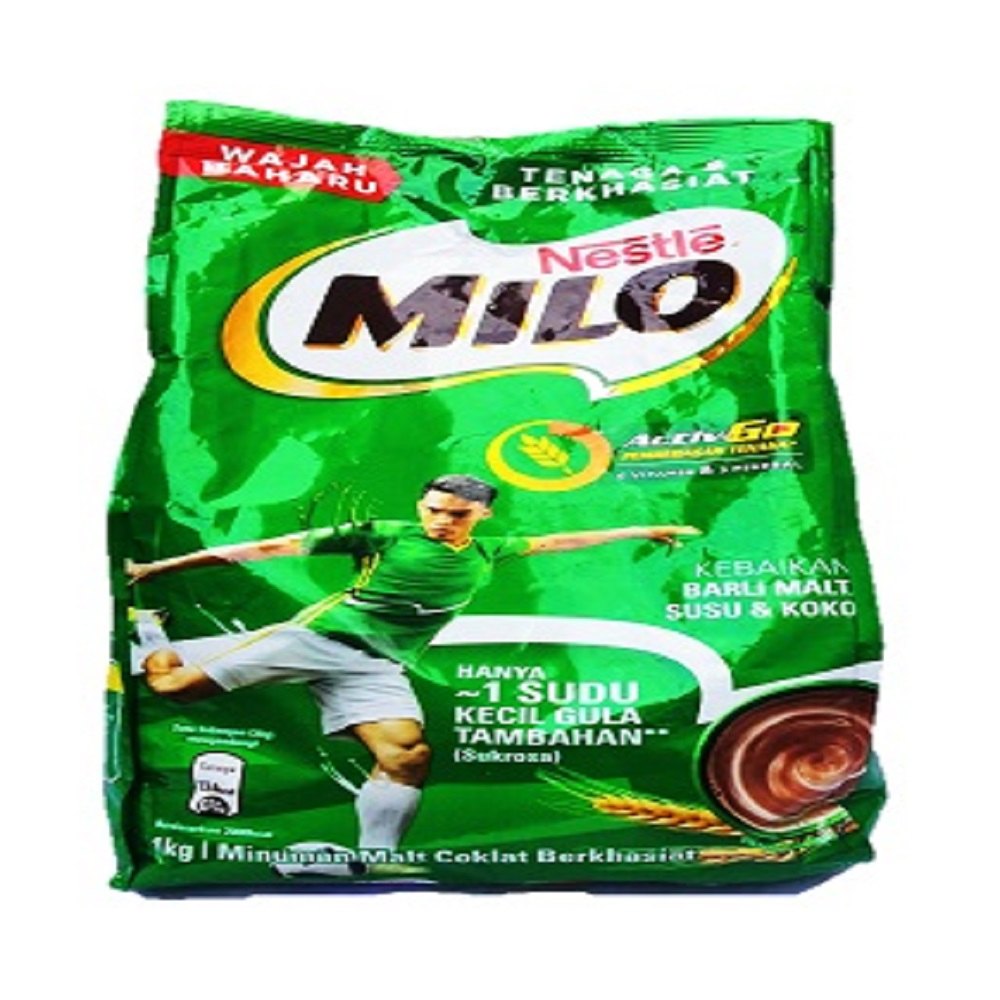 WAJAH
BAHARU
TENAGA &
BERKHASIAT
Nestlé
MILO
Activ-Go
KEBAIKAN
BARLI MALT,
SUSU & KOKO
HANYA
~1 SUDU
KECIL GULA
TAMBAHAN**
(Sukrosa)
1kg | Minuman Malt Coklat Berkhasiat